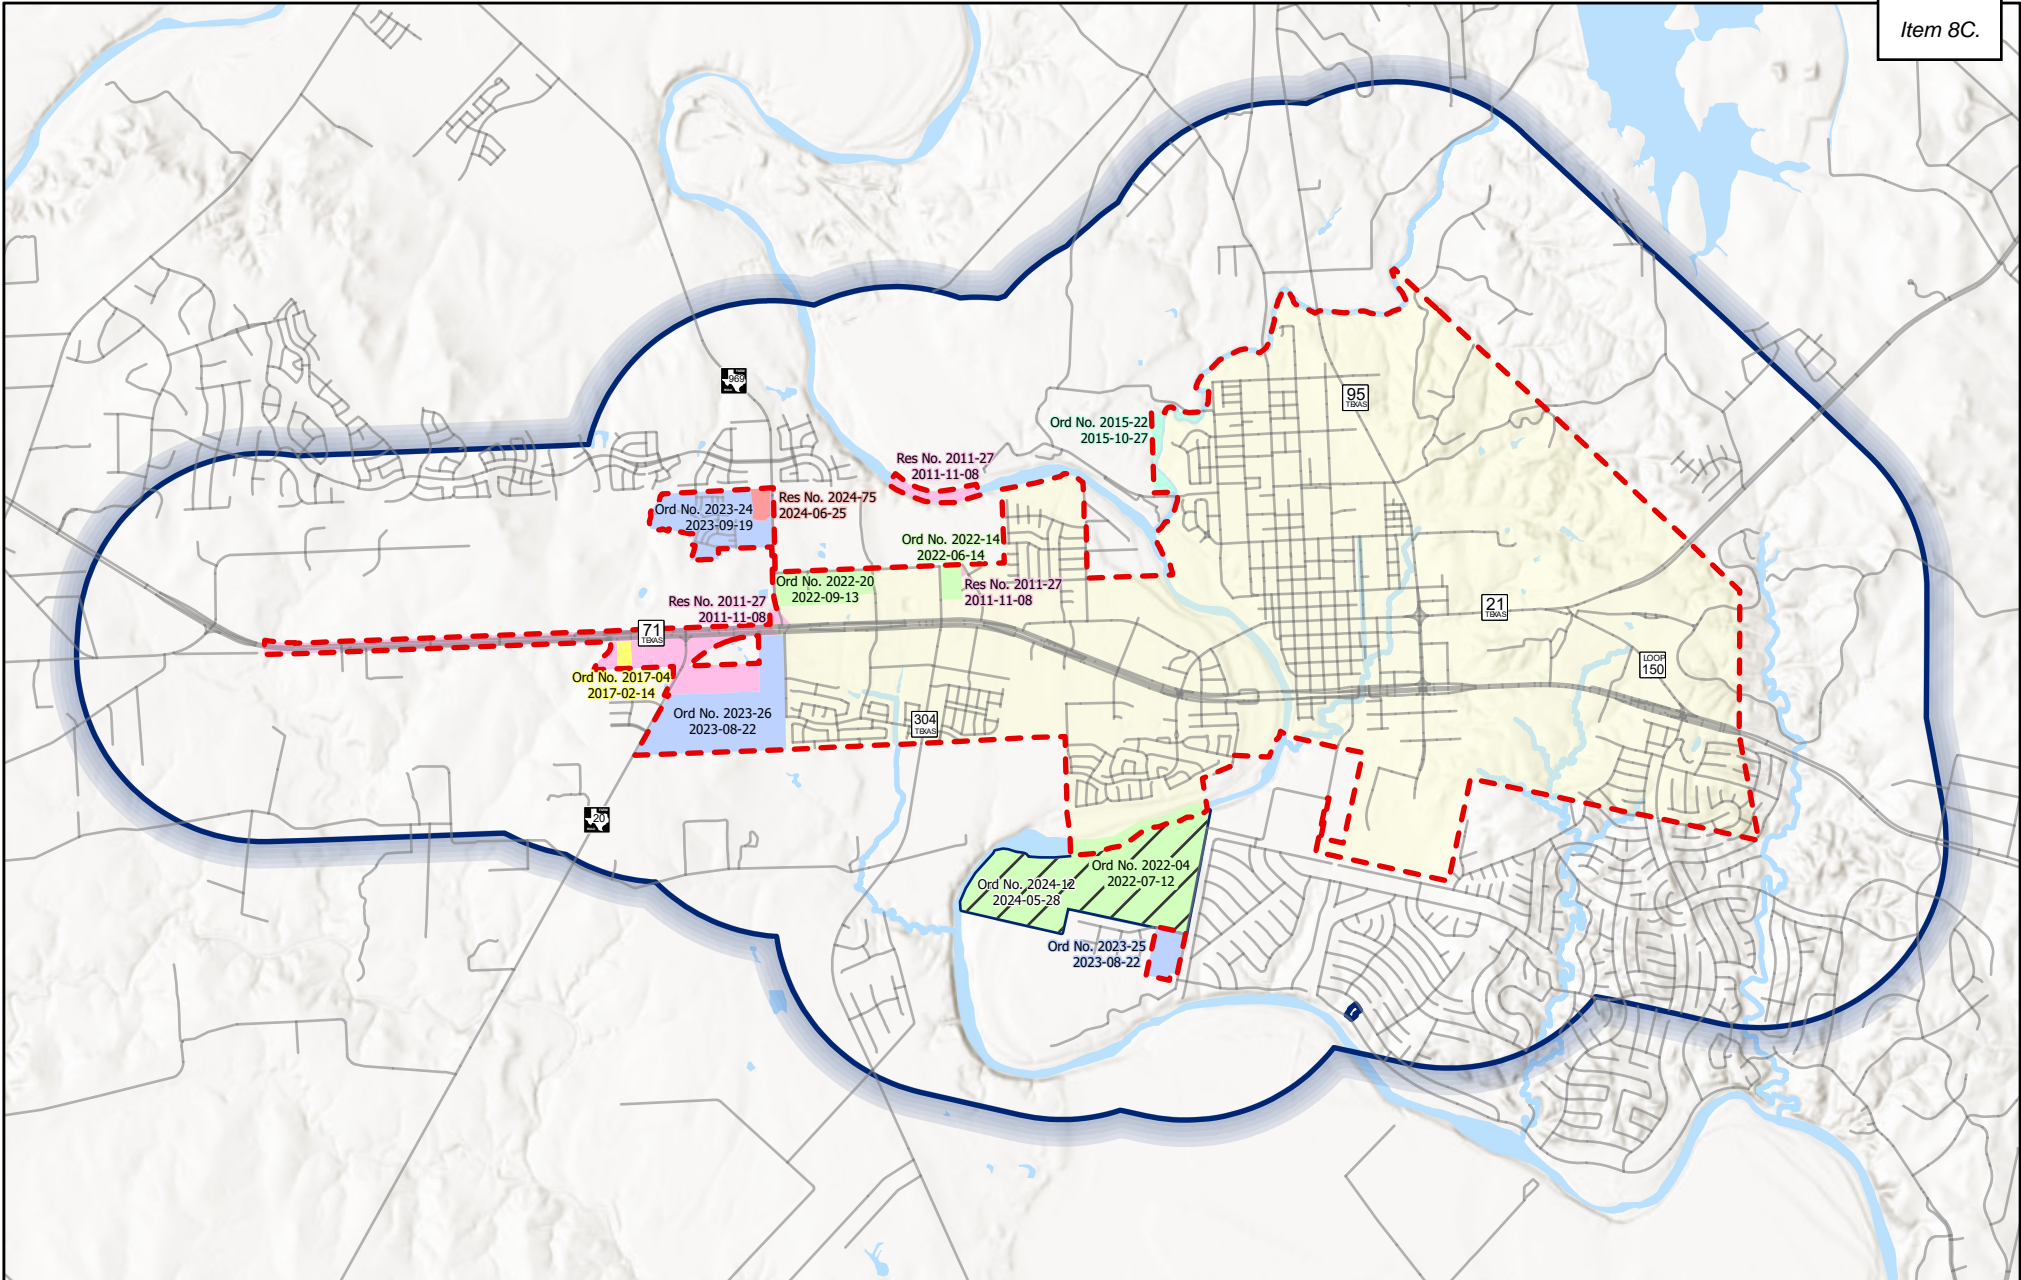 Item 8C.
969
95
TEXAS
Ord No. 2015-22
2015-10-27
Res No. 2011-27
2011-11-08
Ord No. 2023-24
2023-09-19
Res No. 2024-75
2024-06-25
Ord No. 2022-14
2022-06-14
Ord No. 2022-20
2022-09-13
Res No. 2011-27
2011-11-08
Res No. 2011-27
2011-11-08
21
TEXAS
71
TEXAS
LOOP
150
Ord No. 2017-04
2017-02-14
Ord No. 2023-26
2023-08-22
304
TEXAS
20
Ord No. 2022-04
2022-07-12
Ord No. 2024-12
2024-05-28
Ord No. 2023-25
2023-08-22